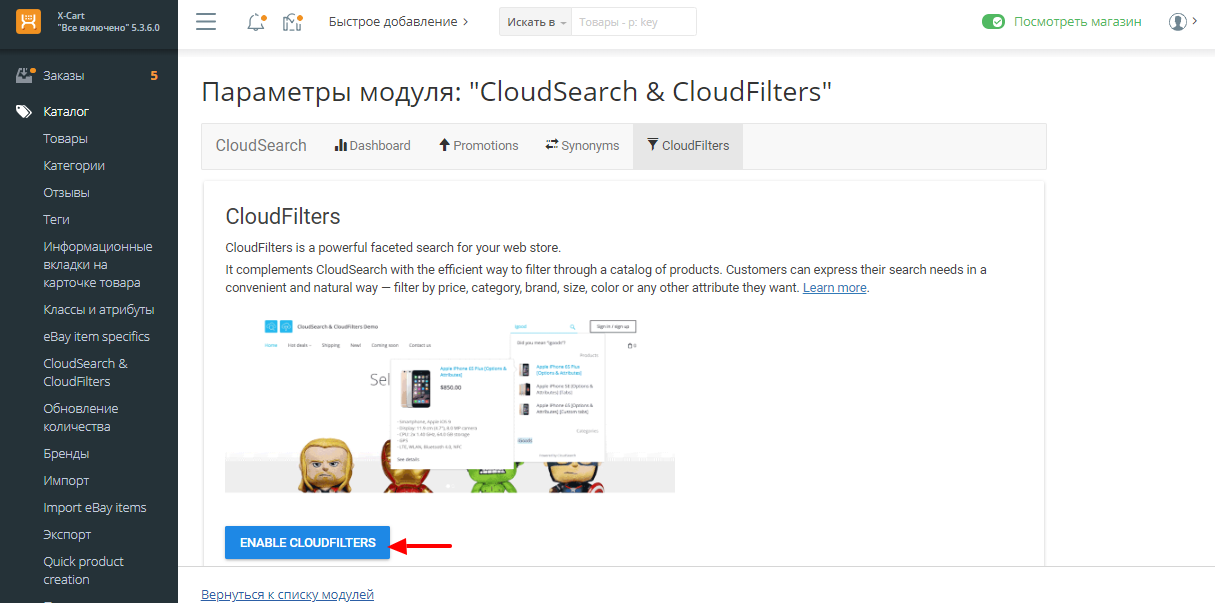 X-Cart
"Все включено" 5.3.6.0
Быстрое добавление
Искать в
Товары - p: key
Посмотреть магазин
Заказы 5
Каталог
Товары
Категории
Отзывы
Теги
Информационные
вкладки на
карточке товара
Классы и атрибуты
eBay item specifics
CloudSearch &
CloudFilters
Обновление
количества
Бренды
Импорт
Import eBay items
Экспорт
Quick product
creation
Параметры модуля: "CloudSearch & CloudFilters"
CloudSearch Dashboard Promotions Synonyms CloudFilters
CloudFilters
CloudFilters is a powerful faceted search for your web store.
It complements CloudSearch with the efficient way to filter through a catalog of products. Customers can express their search needs in a
convenient and natural way — filter by price, category, brand, size, color or any other attribute they want. Learn more.
CloudSearch & CloudFilters Demo
Sign in / sign up
Home Hot deals Shipping New! Coming soon Contact us
Did you mean "goods"?
Products
Sel
Apple iPhone 6S Plus [Options &
Attributes]
$850.00
Apple iPhone 6S Plus
[Options & Attributes]
Apple iPhone SE [Options &
Attributes] [Tabs]
Apple iPhone 6S [Options &
Attributes] [Custom tabs]
Categories
See details
ENABLE CLOUDFILTERS
Вернуться к списку модулей